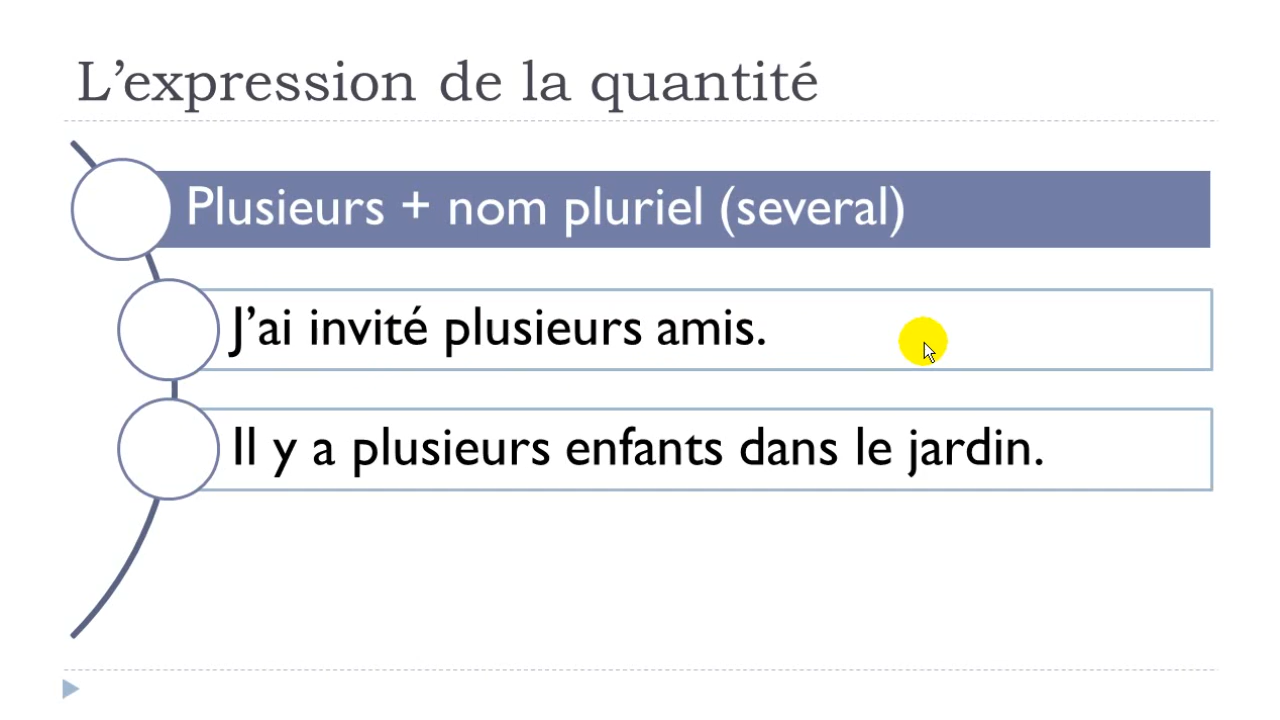 L’expression de la quantité
Plusieurs + nom pluriel (several)
J’ai invité plusieurs amis.
Il y a plusieurs enfants dans le jardin.